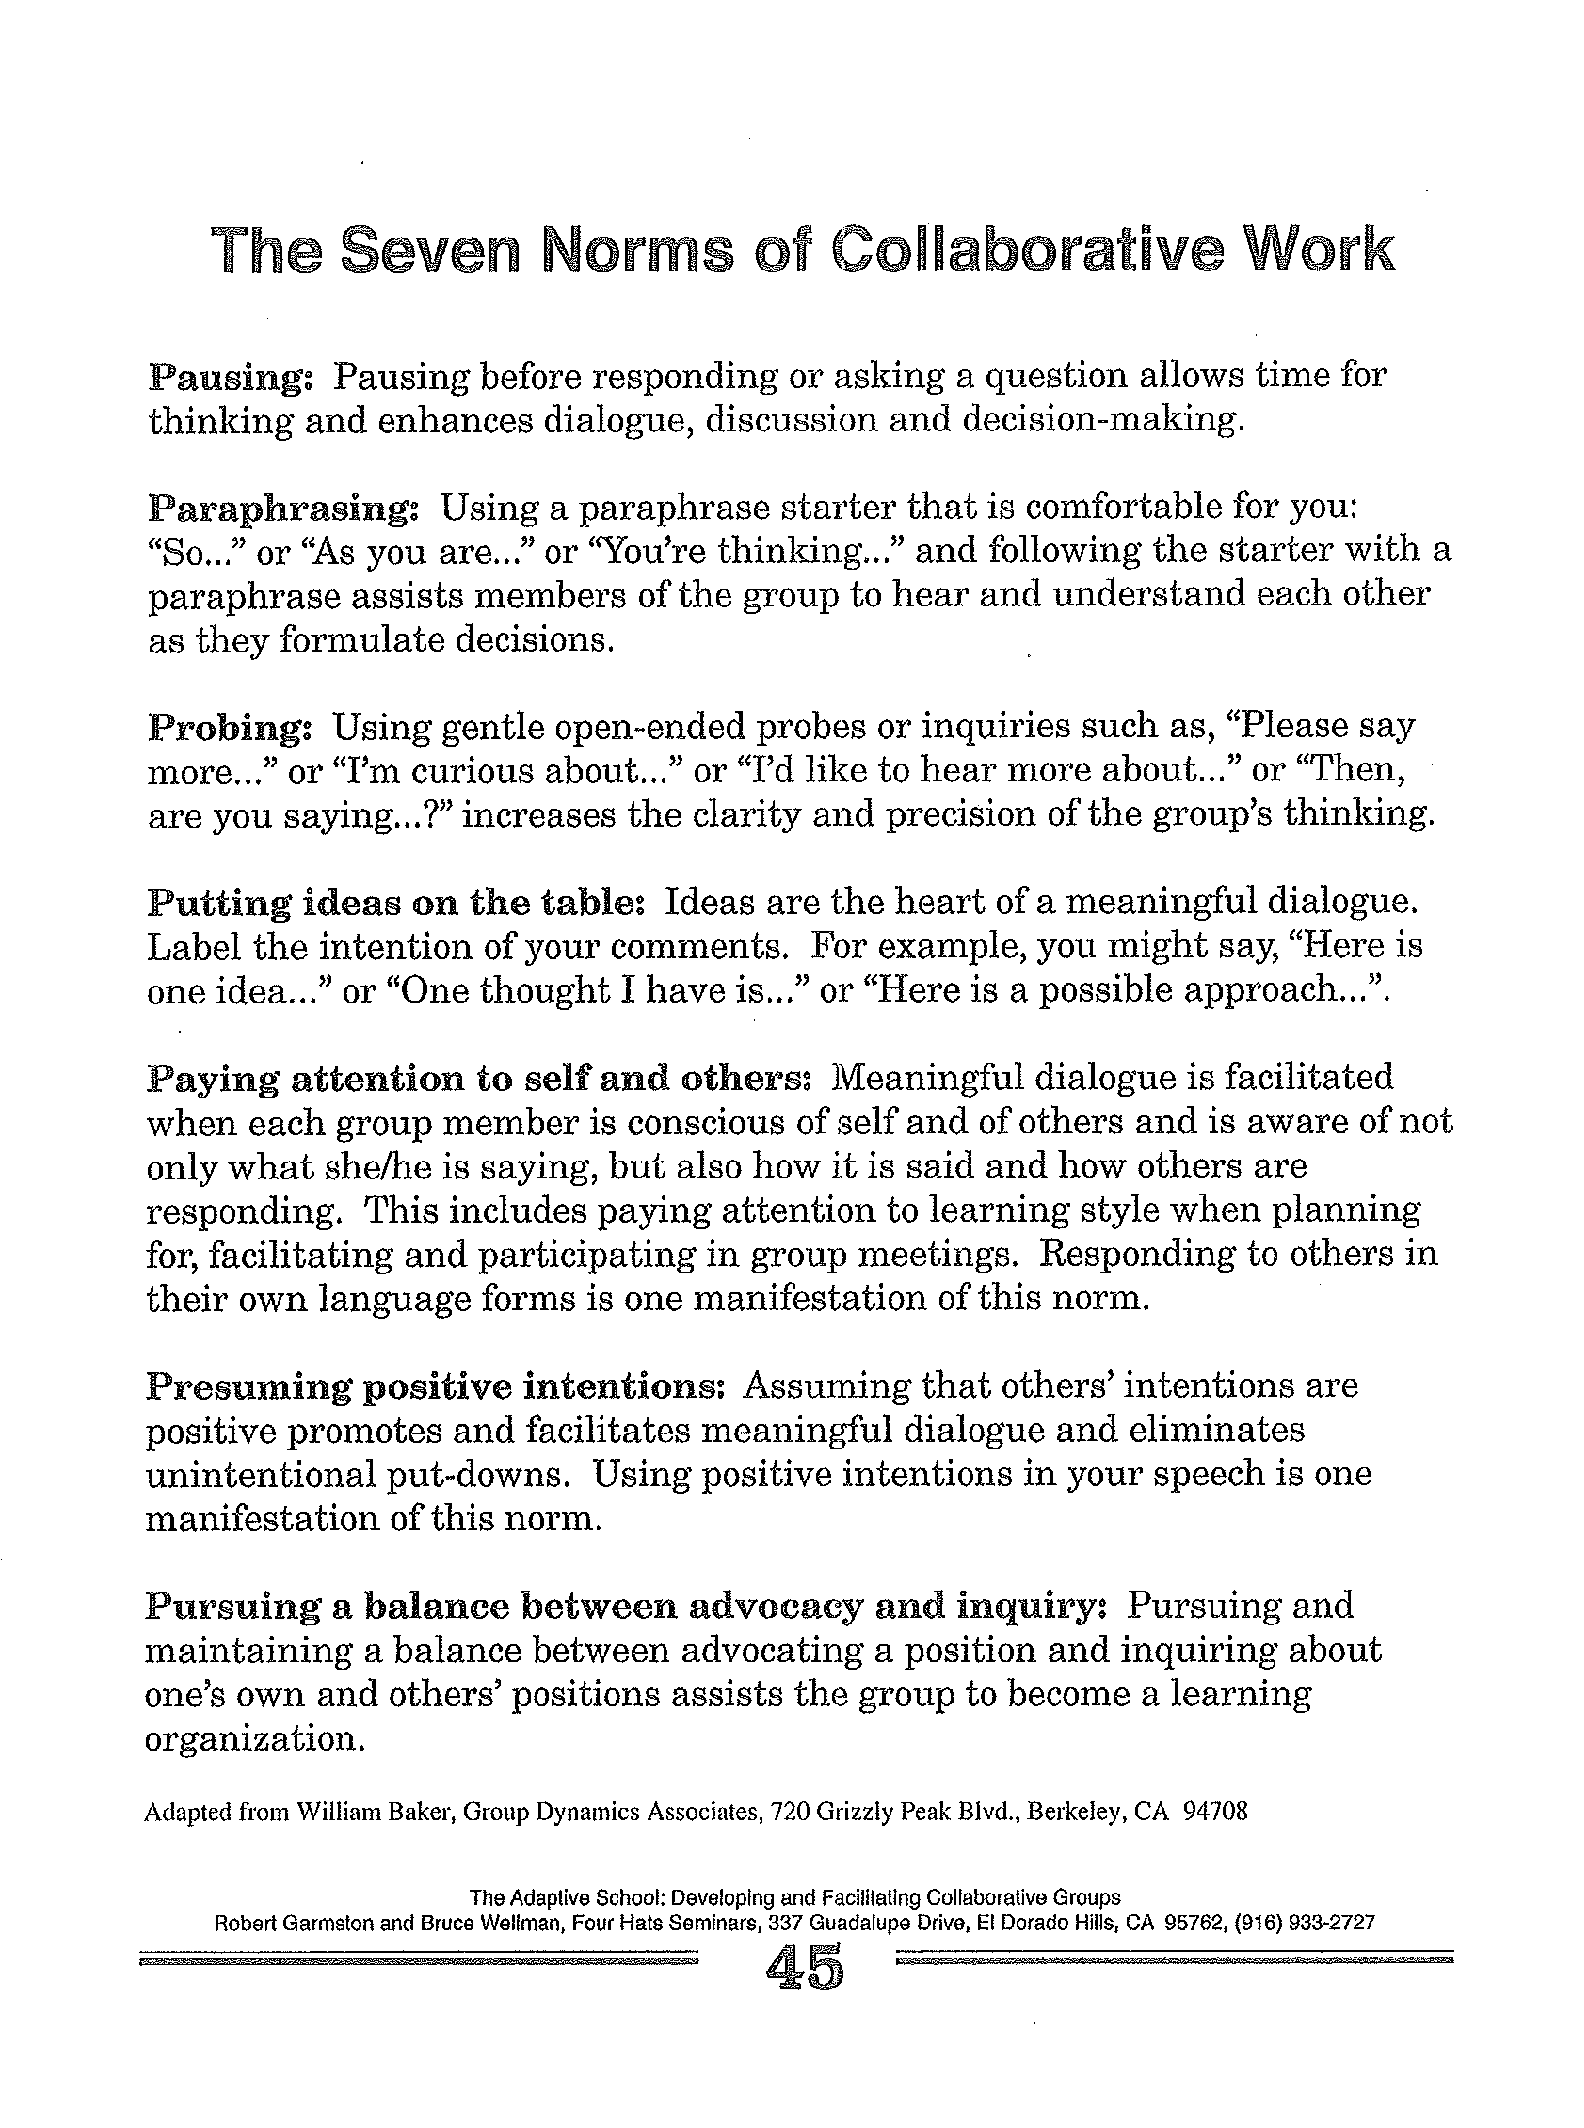 The Seven Norms of Collaborative Work
Pausing: Pausing before responding or asking a question allows time for
thinking and enhances dialogue, discussion and decision-making.
Paraphrasing: Using a paraphrase starter that is comfortable for you:
“So...” or “As you are...” or “You’re thinking...” and following the starter with a
paraphrase assists members of the group to hear and understand each other
as they formulate decisions.
Probing: Using gentle open-ended probes or inquiries such as, “Please say
more...” or “I’m curious about...” or “I’d like to hear more about...” or “Then,
are you saying...?” increases the clarity and precision of the group’s thinking.
Putting ideas on the table: Ideas are the heart of a meaningful dialogue.
Label the intention of your comments. For example, you might say, “Here is
one idea...” or “One thought I have is...” or “Here is a possible approach...”.
Paying attention to self and others: Meaningful dialogue is facilitated
when each group member is conscious of self and of others and is aware of not
only what she/he is saying, but also how it is said and how others are
responding. This includes paying attention to learning style when planning
for, facilitating and participating in group meetings. Responding to others in
their own language forms is one manifestation of this norm.
Presuming positive intentions: Assuming that others’ intentions are
positive promotes and facilitates meaningful dialogue and eliminates
unintentional put-downs. Using positive intentions in your speech is one
manifestation of this norm.
Pursuing a balance between advocacy and inquiry: Pursuing and
maintaining a balance between advocating a position and inquiring about
one’s own and others’ positions assists the group to become a learning
organization.
Adapted from William Baker, Group Dynamics Associates, 720 Grizzly Peak Blvd., Berkeley, CA 94708
The Adaptive School: Developing and Facilitating Collaborative Groups
Robert Garmston and Bruce Wellman, Four Hats Seminars, 337 Guadalupe Drive, El Dorado Hills, CA 95762, (916) 933-2727
45